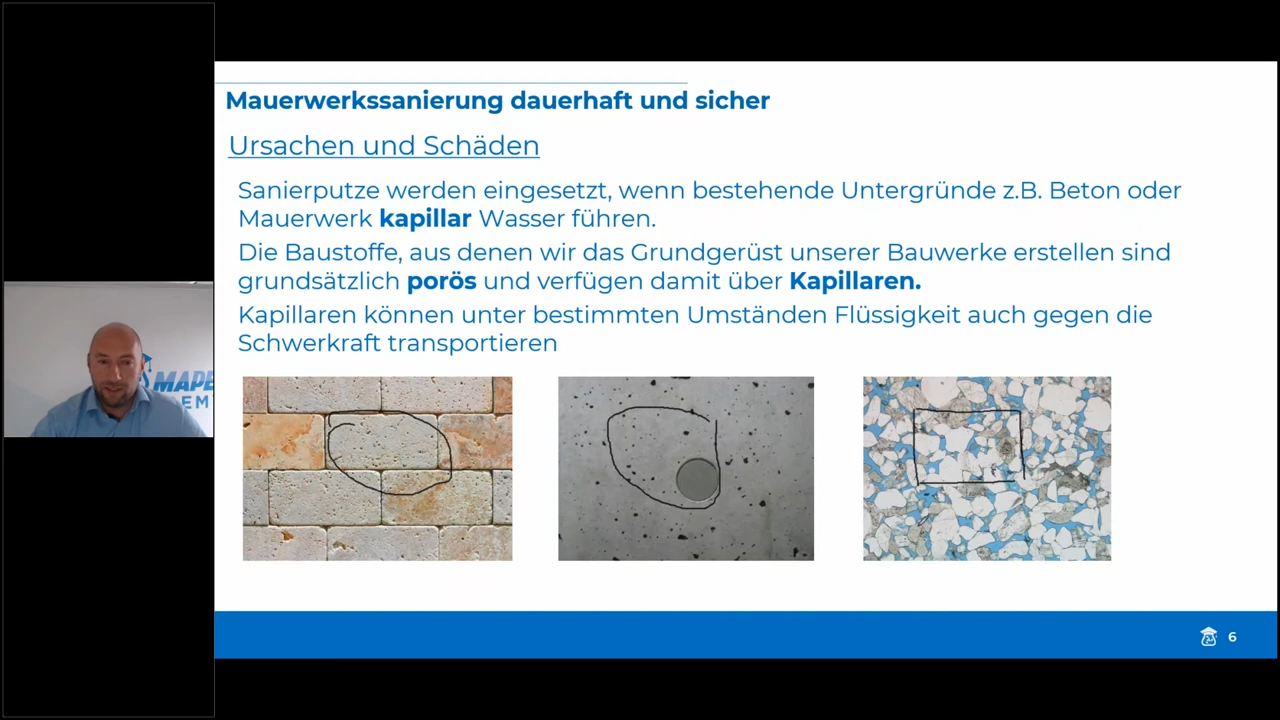 Mauerwerkssanierung dauerhaft und sicher
Ursachen und Schäden
Sanierputze werden eingesetzt, wenn bestehende Untergründe z.B. Beton oder
Mauerwerk kapillar Wasser führen.
Die Baustoffe, aus denen wir das Grundgerüst unserer Bauwerke erstellen sind
grundsätzlich porös und verfügen damit über Kapillaren.
Kapillaren können unter bestimmten Umständen Flüssigkeit auch gegen die
Schwerkraft transportieren
MAPE
EM
6